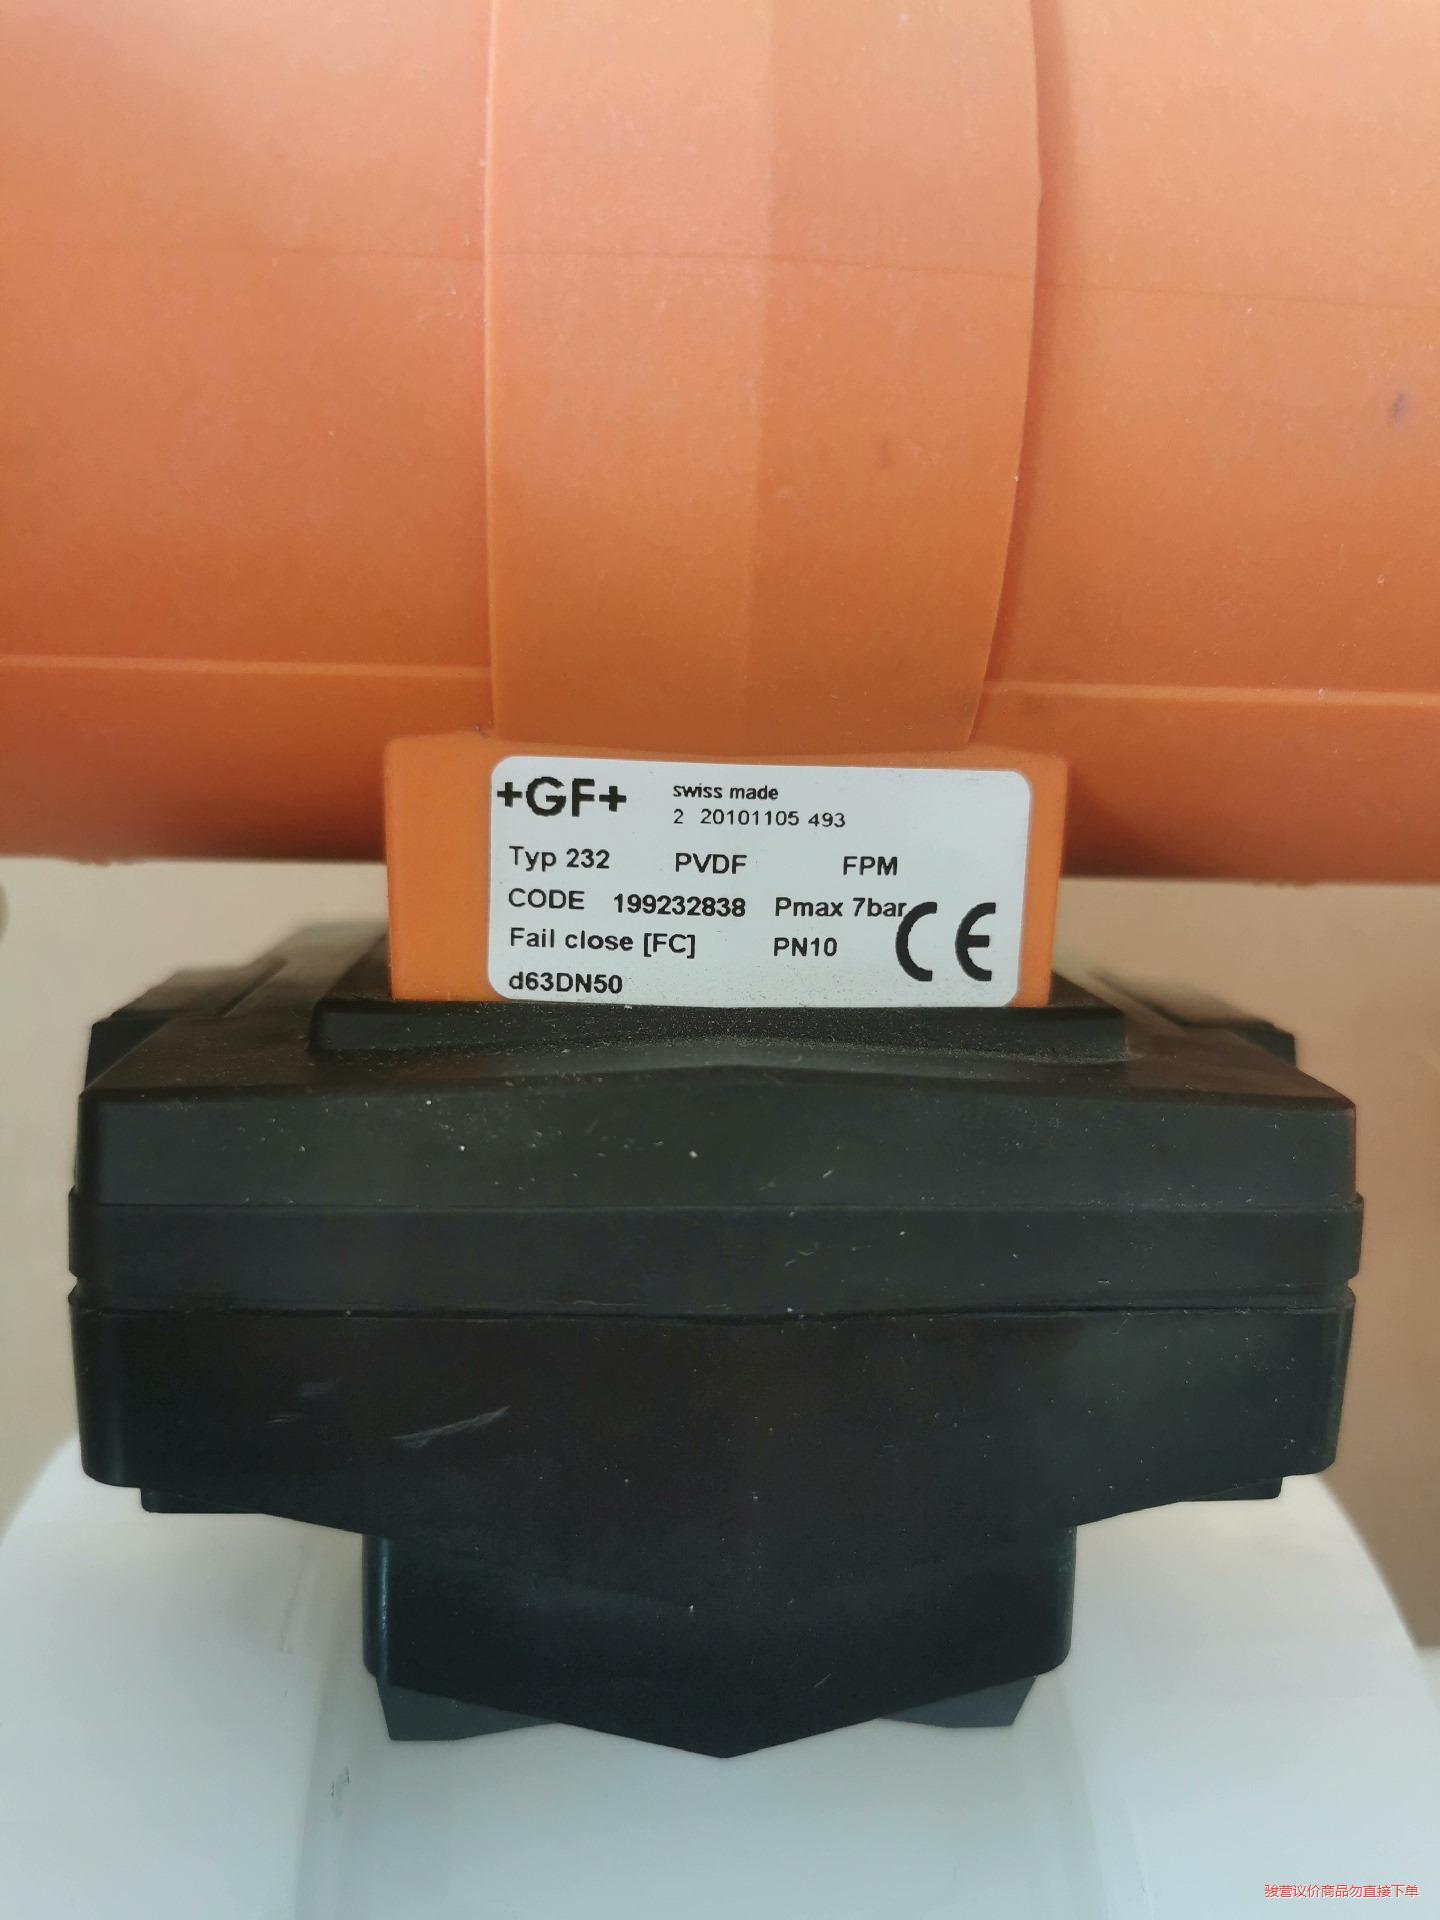 +GF+ swiss made
2 20101105 493
Typ 232 PVDF FPM
CODE 199232838 Pmax 7bar
Fail close [FC] PN10 CE
d63DN50
骏营议价商品勿直接下单